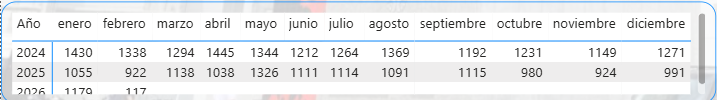 Año enero febrero marzo abril mayo junio julio agosto septiembre octubre noviembre diciembre
2024 1430 1338 1294 1445 1344 1212 1264 1369 1192 1231 1149 1271
2025 1055 922 1138 1038 1326 1111 1114 1091 1115 980 924 991
2026 1179 117